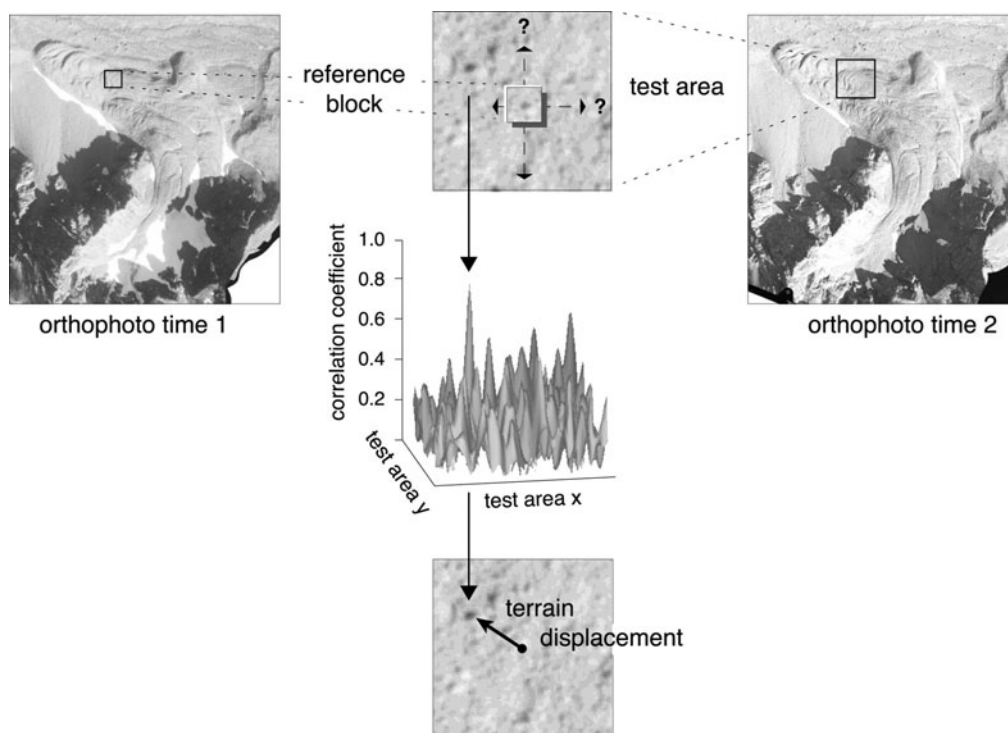 ?
reference
block
?
test area
orthophoto time 1
orthophoto time 2
correlation coefficient
1.0
0.8
0.6
0.4
0.2
test area y
test area x
terrain
displacement